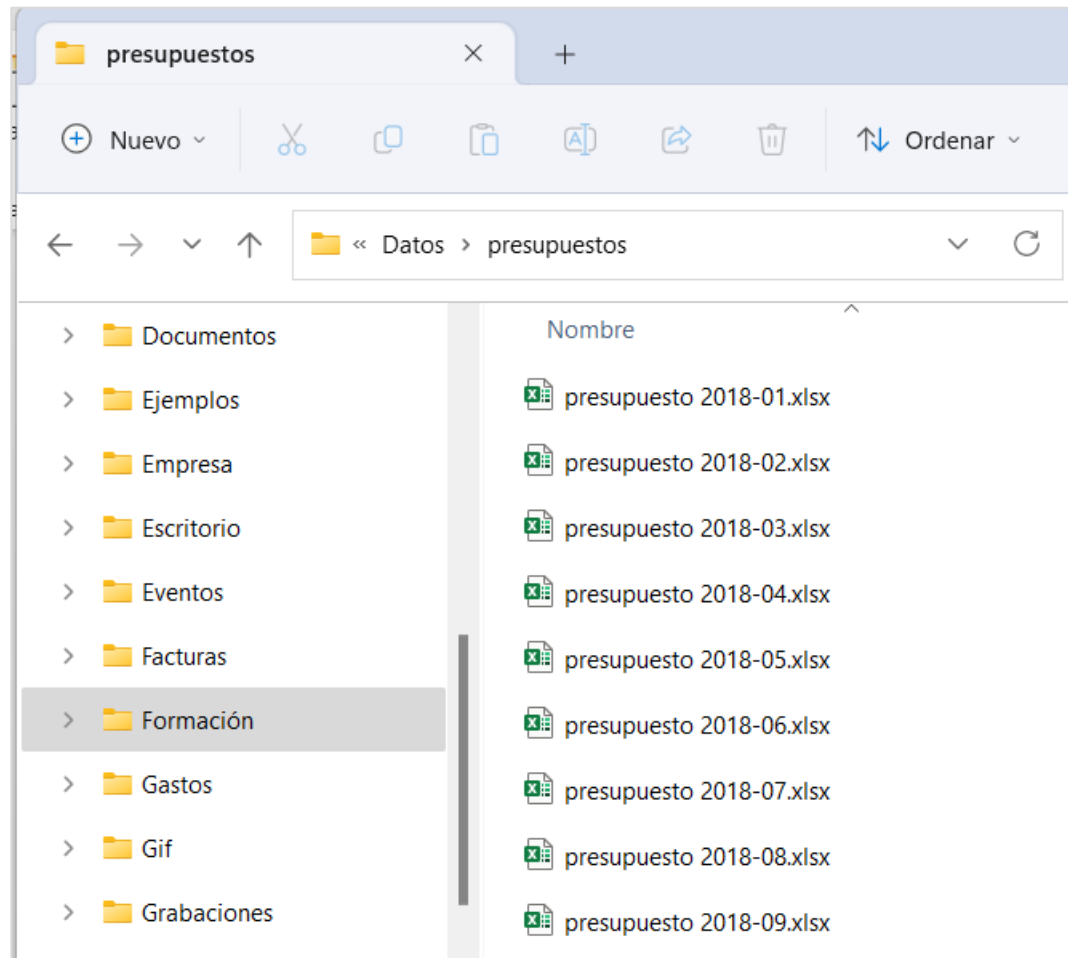 presupuestos
Nuevo
Ordenar
« Datos > presupuestos
Documentos
Ejemplos
Empresa
Escritorio
Eventos
Facturas
Formación
Gastos
Gif
Grabaciones
Nombre
presupuesto 2018-01.xlsx
presupuesto 2018-02.xlsx
presupuesto 2018-03.xlsx
presupuesto 2018-04.xlsx
presupuesto 2018-05.xlsx
presupuesto 2018-06.xlsx
presupuesto 2018-07.xlsx
presupuesto 2018-08.xlsx
presupuesto 2018-09.xlsx